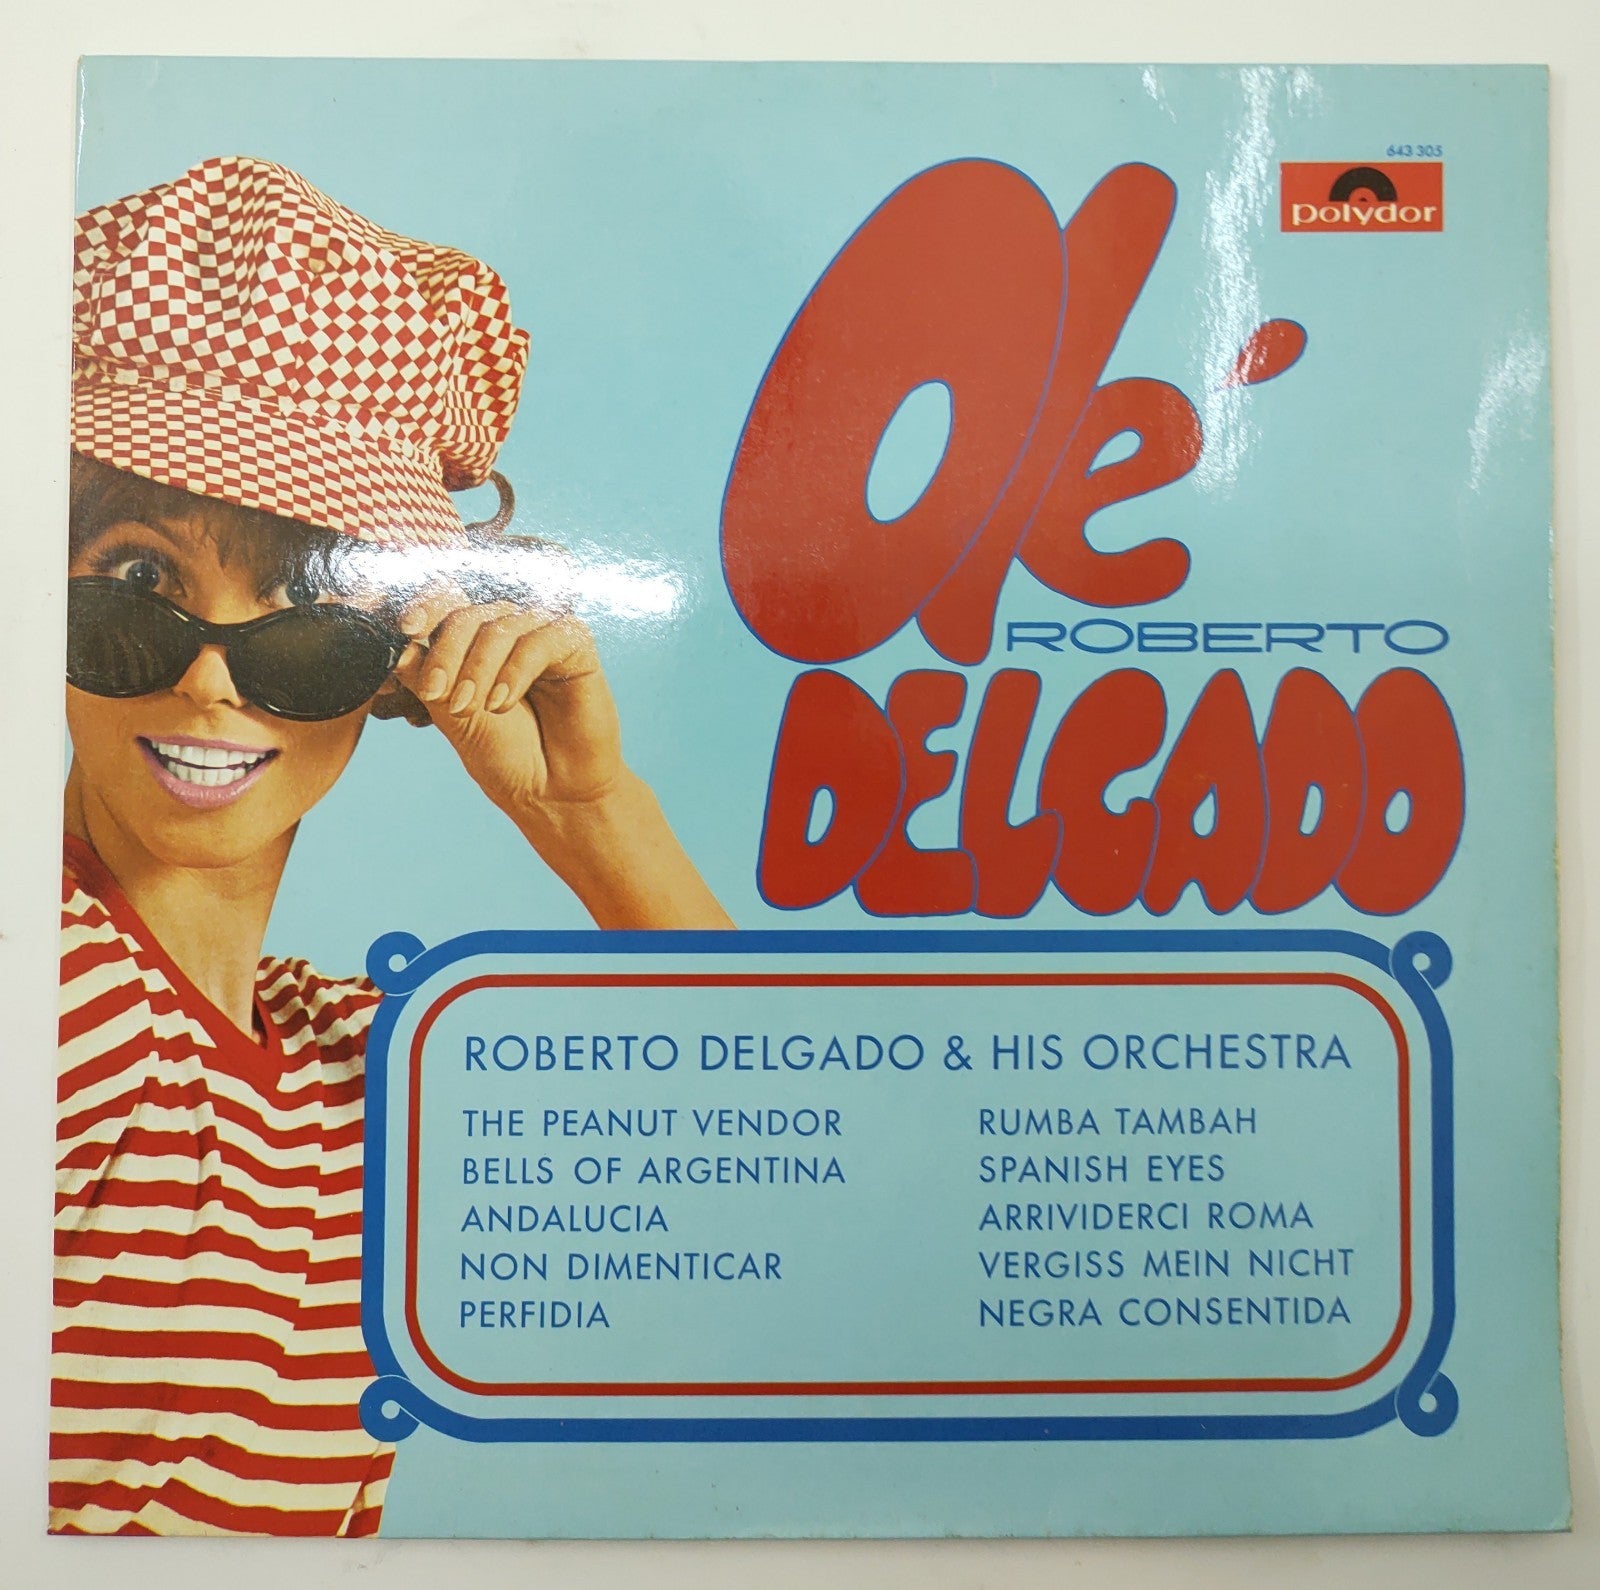 643 305
polydor
Olé
ROBERTO
DELGADO
ROBERTO DELGADO & HIS ORCHESTRA
THE PEANUT VENDOR
BELLS OF ARGENTINA
ANDALUCIA
NON DIMENTICAR
PERFIDIA
RUMBA TAMBAH
SPANISH EYES
ARRIVIDERCI ROMA
VERGISS MEIN NICHT
NEGRA CONSENTIDA